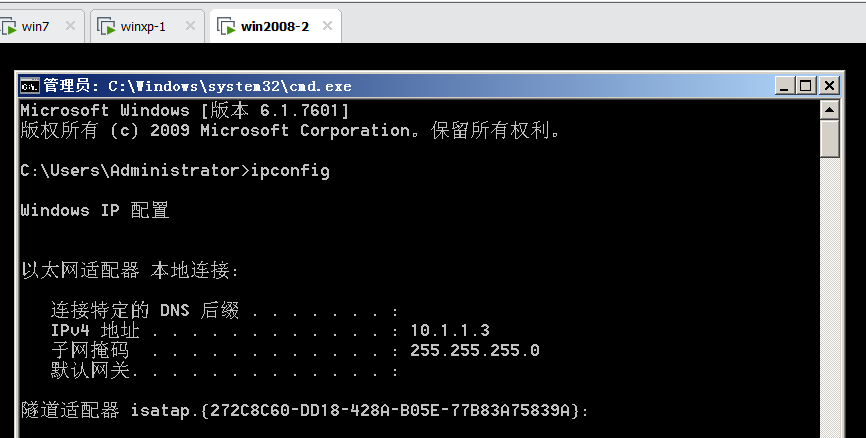 win7
winxp-1
win2008-2
管理员: C:\Windows\system32\cmd.exe
Microsoft Windows [版本 6.1.7601]
版权所有 (c) 2009 Microsoft Corporation。保留所有权利。
C:\Users\Administrator>ipconfig
Windows IP 配置
以太网适配器 本地连接:
连接特定的 DNS 后缀 . . . . . . . :
IPv4 地址 . . . . . . . . . . . . : 10.1.1.3
子网掩码  . . . . . . . . . . . . : 255.255.255.0
默认网关. . . . . . . . . . . . . :
隧道适配器 isatap.{272C8C60-DD18-428A-B05E-77B83A75839A}: